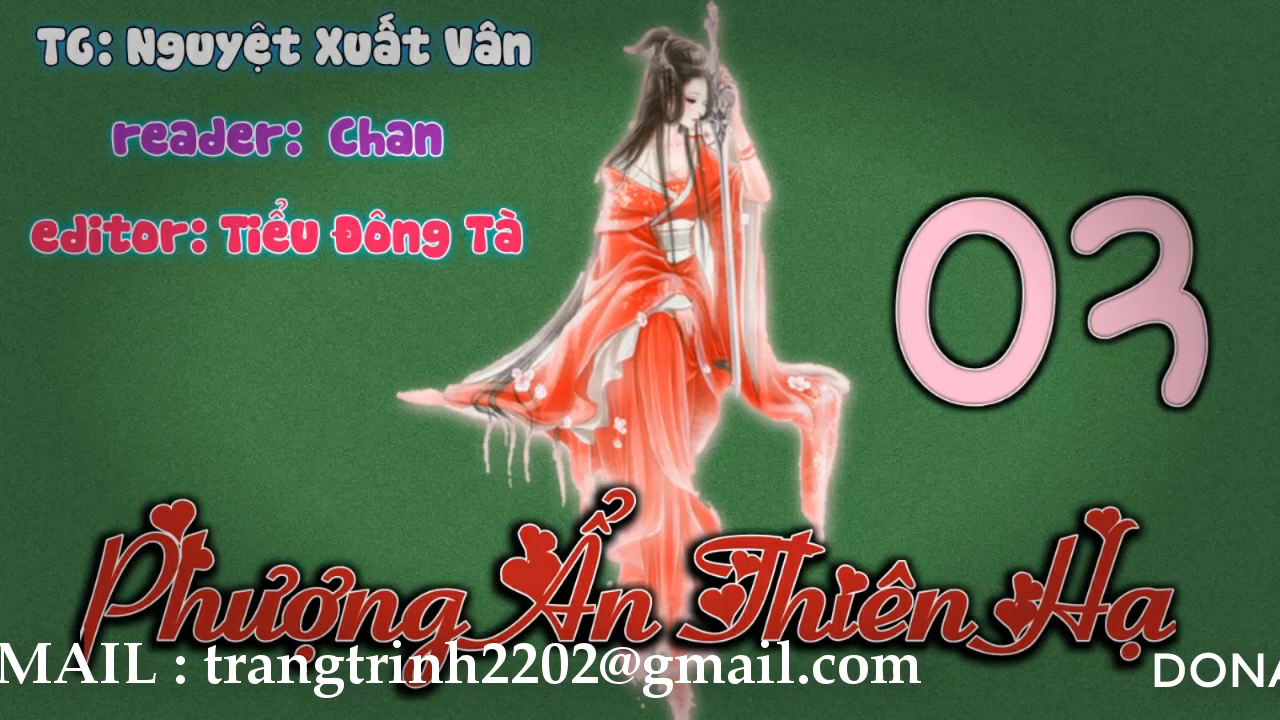 TG: Nguyệt Xuất Vân
reader: Chan
editor: Tiểu Đông Tà
03
Phượng Ẩn Thiên Hạ
MAIL : trangtrinh2202@gmail.com DONA